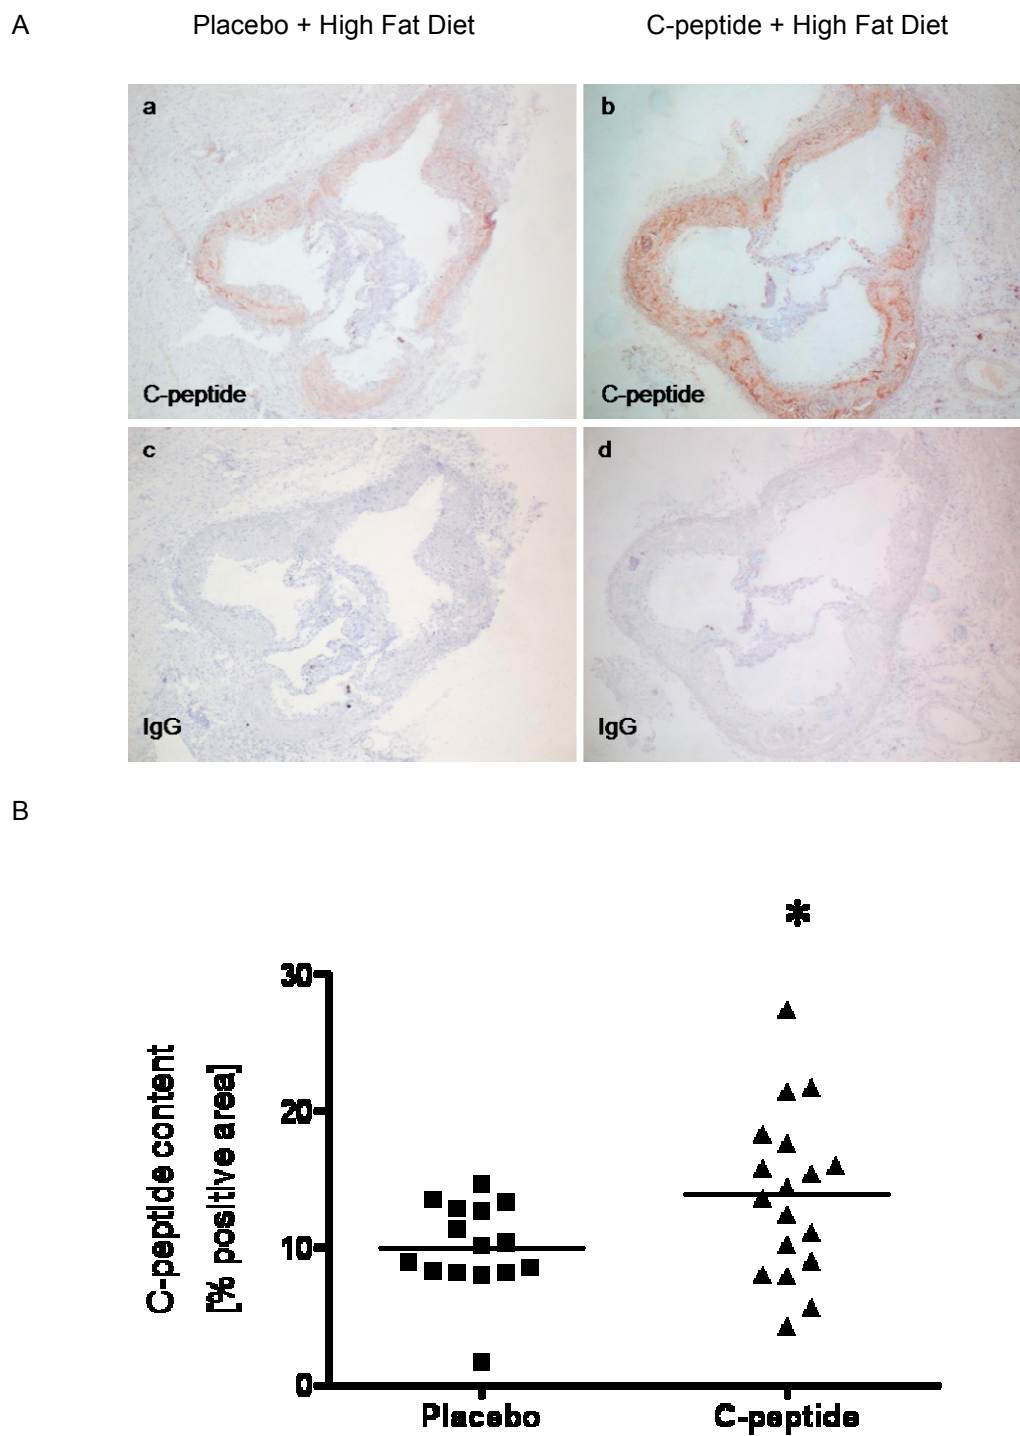 A
Placebo + High Fat Diet
C-peptide + High Fat Diet
a
b
C-peptide
C-peptide
c
d
IgG
IgG
B
*
30
20
10
0
C-peptide content
[% positive area]
Placebo
C-peptide